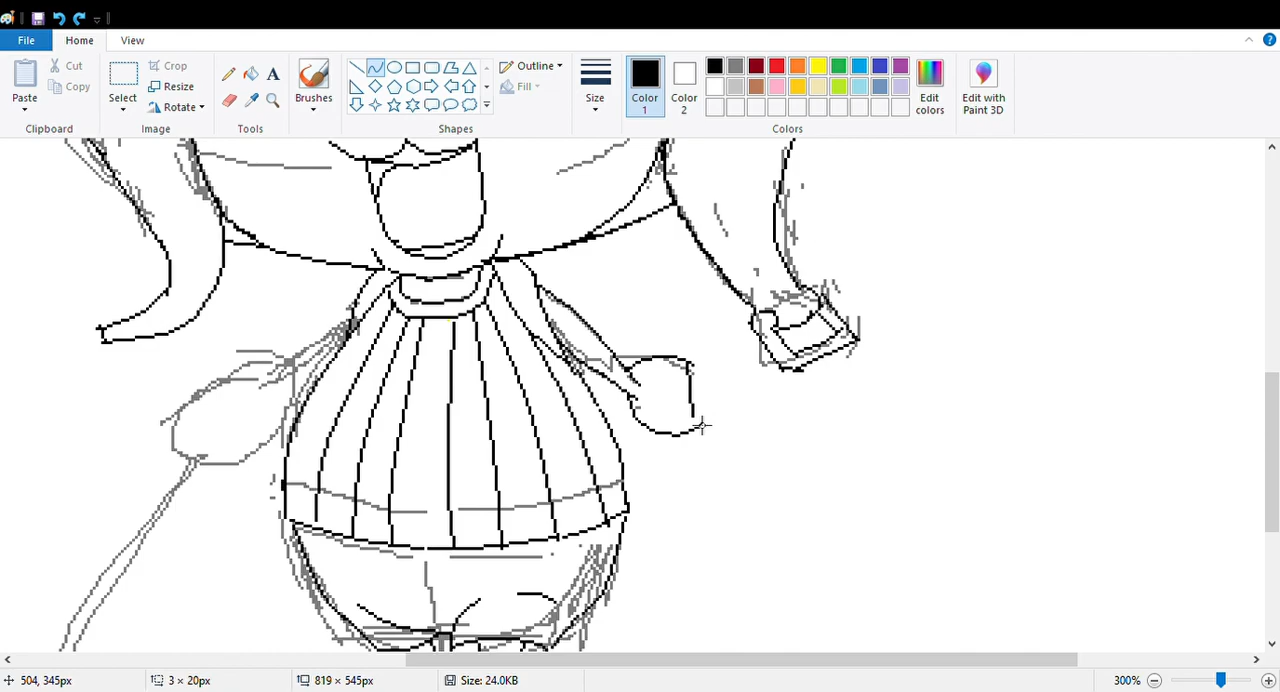 File Home View
Paste
Cut
Copy
Clipboard
Select
Crop
Resize
Rotate
Image
A
Tools
Brushes
Outline
Fill
Shapes
Size
Color 1
Color 2
Edit colors
Colors
Edit with Paint 3D
504, 345px 3 × 20px 819 × 545px Size: 24.0KB 300%